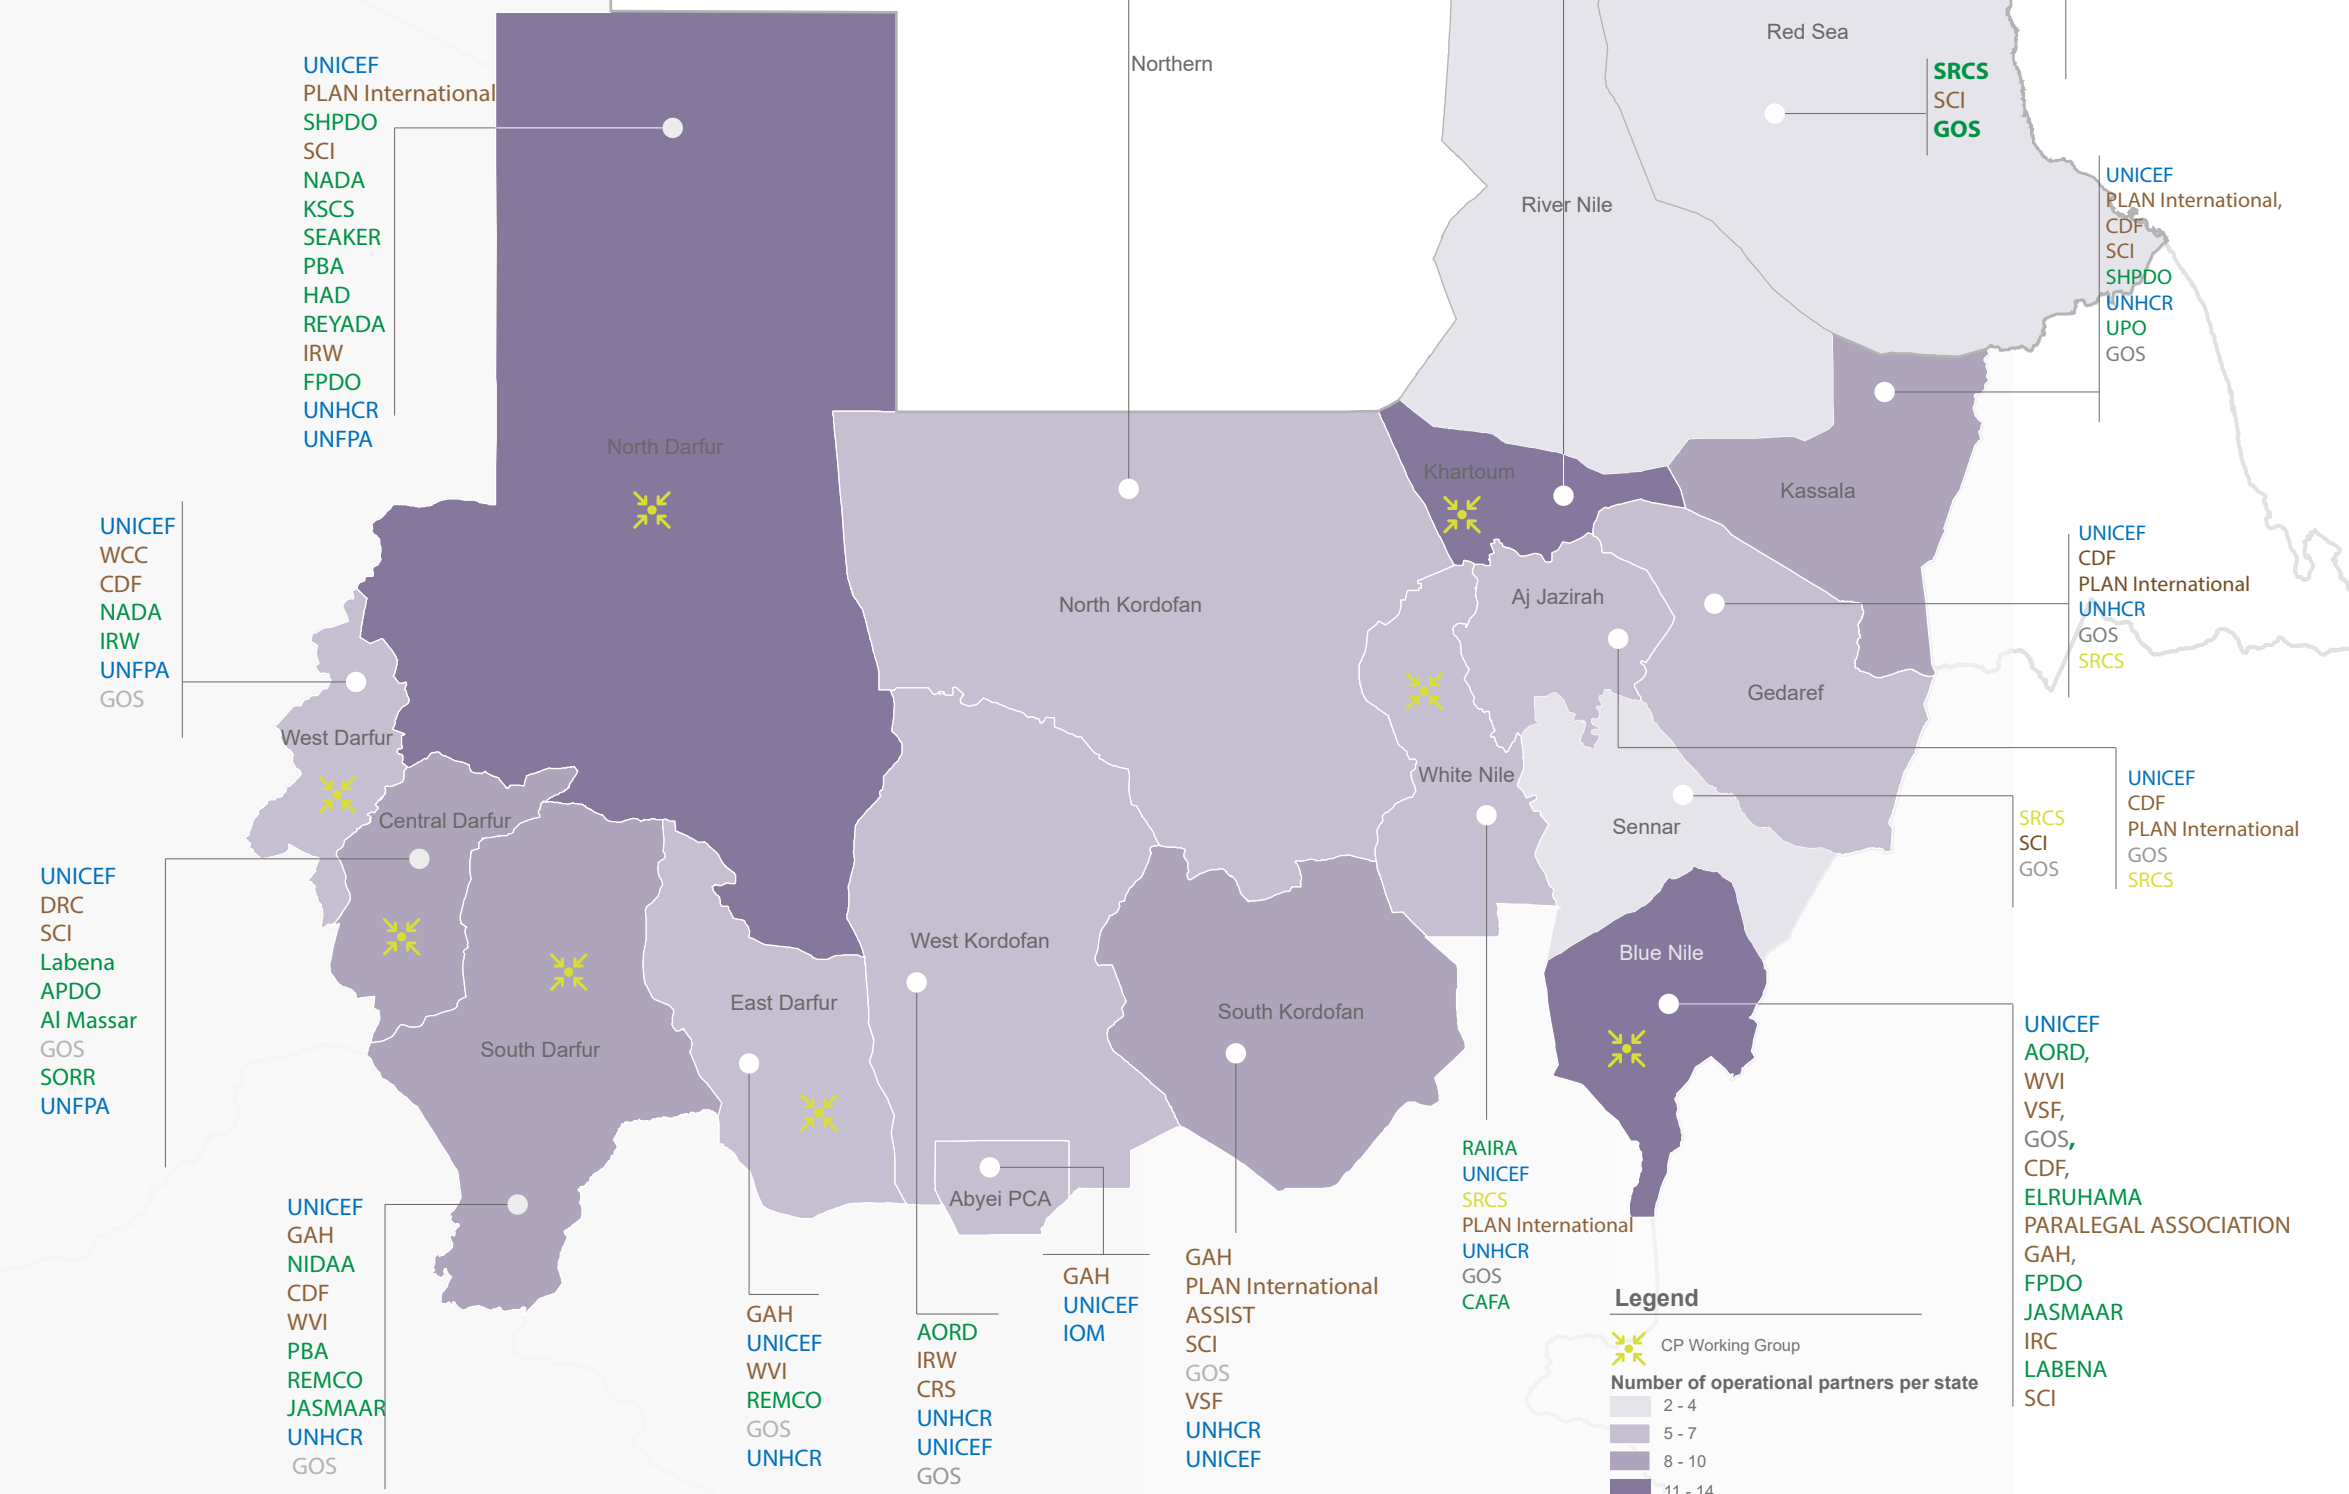 Red Sea
Northern
River Nile
UNICEF
PLAN International
SHPDO
SCI
NADA
KSCS
SEAKER
PBA
HAD
REYADA
IRW
FPDO
UNHCR
UNFPA
SRCS
SCI
GOS
UNICEF
PLAN International,
CDF
SCI
SHPDO
UNHCR
UPO
GOS
North Darfur
Khartoum
Kassala
UNICEF
WCC
CDF
NADA
IRW
UNFPA
GOS
North Kordofan
Aj Jazirah
Gedaref
UNICEF
CDF
PLAN International
UNHCR
GOS
SRCS
West Darfur
Central Darfur
White Nile
Sennar
SRCS
SCI
GOS
UNICEF
CDF
PLAN International
GOS
SRCS
UNICEF
DRC
SCI
Labena
APDO
Al Massar
GOS
SORR
UNFPA
West Kordofan
Blue Nile
East Darfur
South Kordofan
South Darfur
Abyei PCA
UNICEF
AORD,
WVI
VSF,
GOS,
CDF,
ELRUHAMA
PARALEGAL ASSOCIATION
GAH,
FPDO
JASMAAR
IRC
LABENA
SCI
UNICEF
GAH
NIDAA
CDF
WVI
PBA
REMCO
JASMAAR
UNHCR
GOS
GAH
UNICEF
WVI
REMCO
GOS
UNHCR
AORD
IRW
CRS
UNHCR
UNICEF
GOS
GAH
UNICEF
IOM
GAH
PLAN International
ASSIST
SCI
GOS
VSF
UNHCR
UNICEF
RAIRA
UNICEF
SRCS
PLAN International
UNHCR
GOS
CAFA
Legend
CP Working Group
Number of operational partners per state
2 - 4
5 - 7
8 - 10
11 - 14